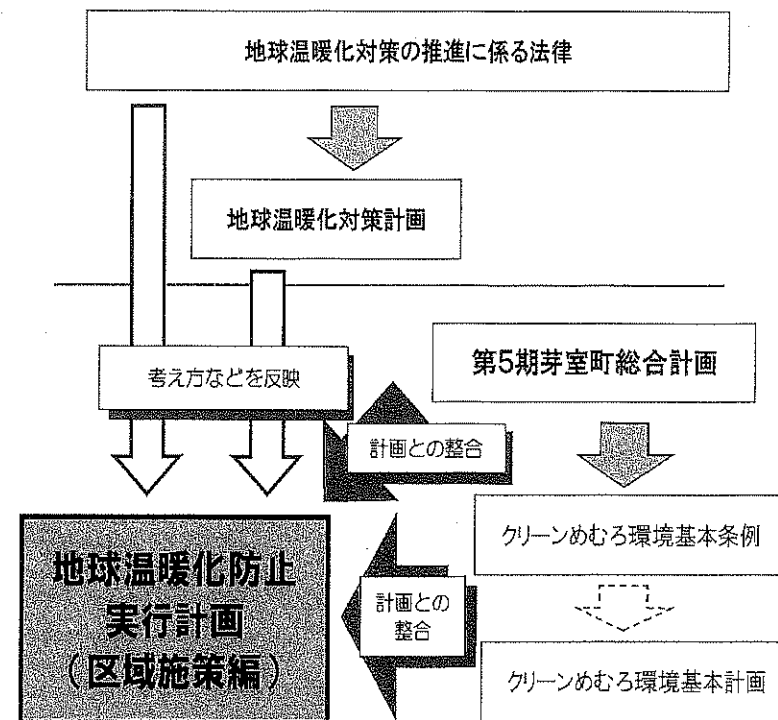 地球温暖化対策の推進に係る法律
地球温暖化対策計画
考え方などを反映
第5期芽室町総合計画
計画との整合
クリーンめむろ環境基本条例
地球温暖化防止
実行計画
（区域施策編）
計画との
整合
クリーンめむろ環境基本計画